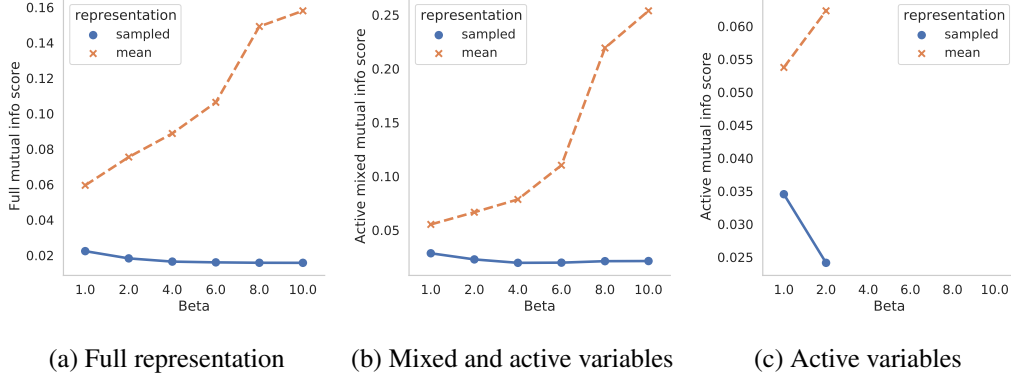 Full mutual info score
0.16
0.14
0.12
0.10
0.08
0.06
0.04
0.02
representation
sampled
mean
1.0 2.0 4.0 6.0 8.0 10.0
Beta
(a) Full representation
Active mixed mutual info score
0.25
0.20
0.15
0.10
0.05
representation
sampled
mean
1.0 2.0 4.0 6.0 8.0 10.0
Beta
(b) Mixed and active variables
Active mutual info score
0.060
0.055
0.050
0.045
0.040
0.035
0.030
0.025
representation
sampled
mean
1.0 2.0 4.0 6.0 8.0 10.0
Beta
(c) Active variables